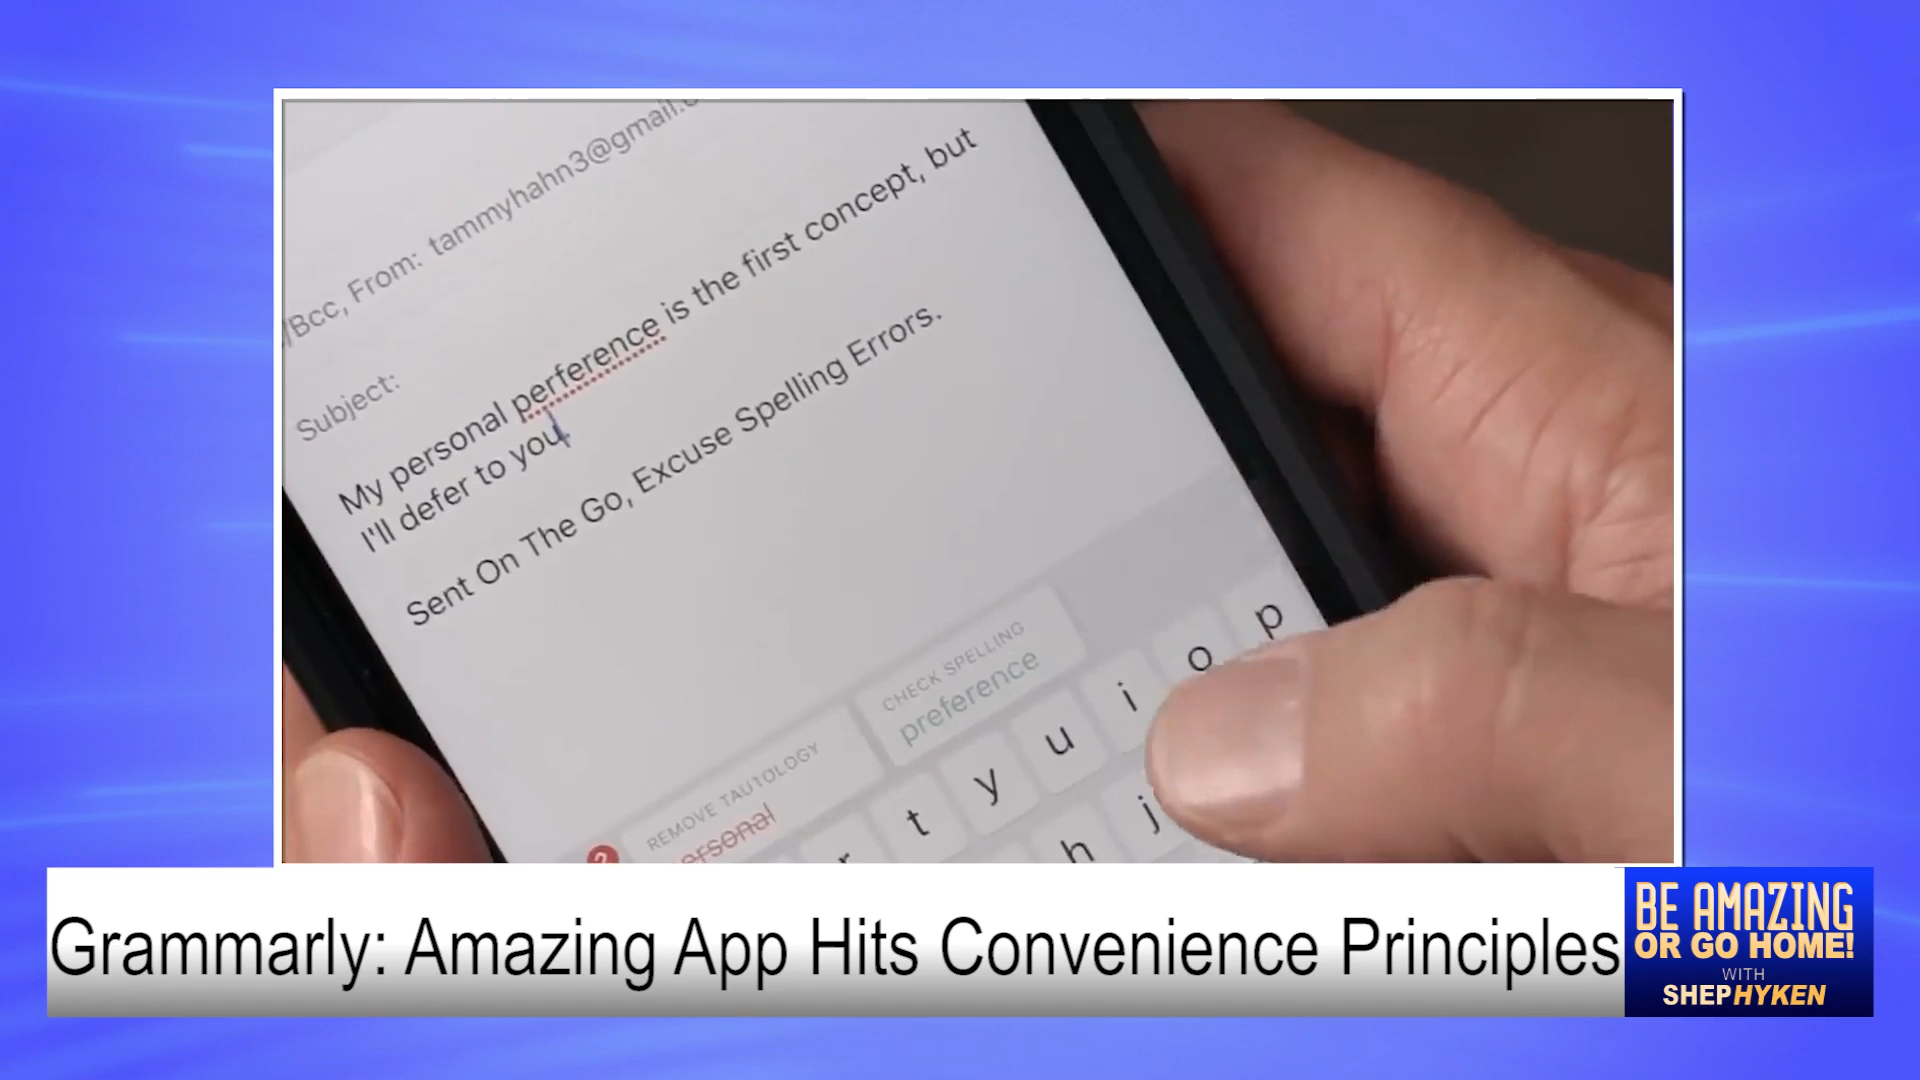 /Bcc, From: tammyhahn3@gmail.c
Subject:
My personal perference is the first concept, but
I'll defer to you
Sent On The Go, Excuse Spelling Errors.
REMOVE TAUTOLOGY
ersonal
CHECK SPELLING
preference
r t y u i o p
h j
Grammarly: Amazing App Hits Convenience Principles
BE AMAZING
OR GO HOME!
WITH
SHEPHYKEN